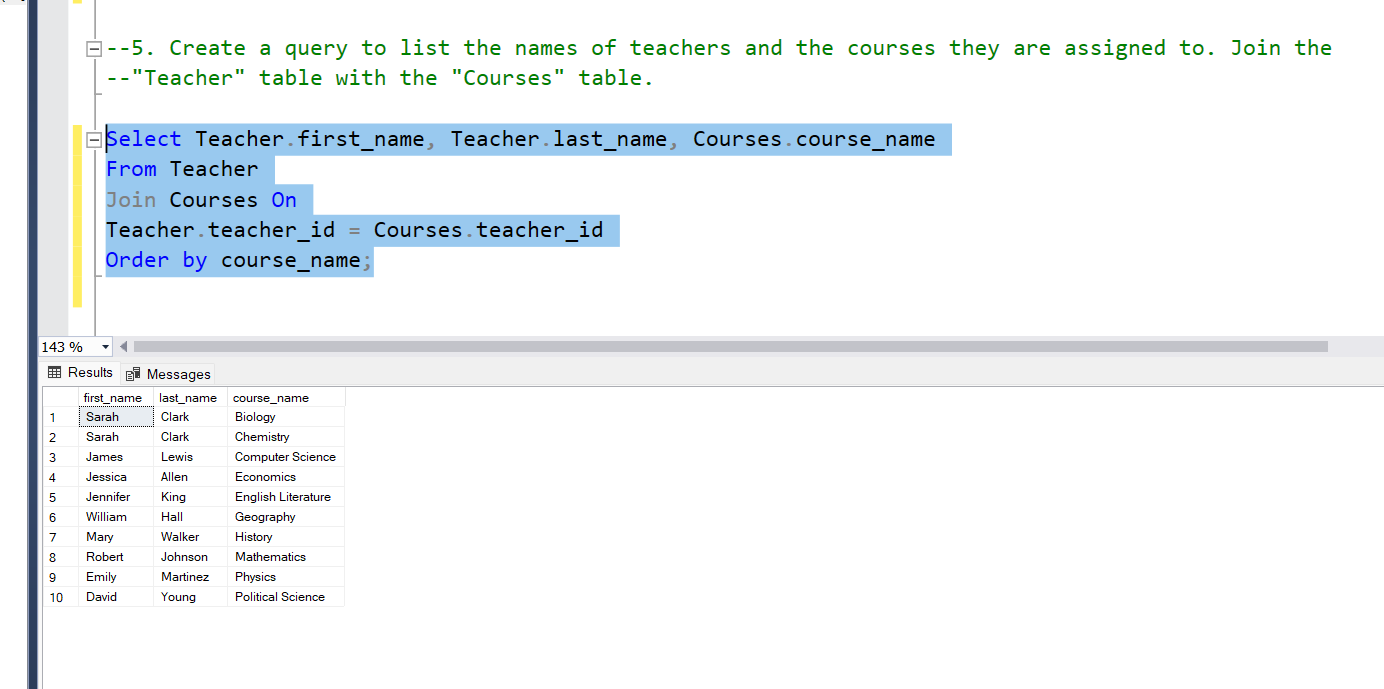 --5. Create a query to list the names of teachers and the courses they are assigned to. Join the
--"Teacher" table with the "Courses" table.
Select Teacher.first_name, Teacher.last_name, Courses.course_name
From Teacher
Join Courses On
Teacher.teacher_id = Courses.teacher_id
Order by course_name;
143 %
Results Messages
first_name last_name course_name
1 Sarah Clark Biology
2 Sarah Clark Chemistry
3 James Lewis Computer Science
4 Jessica Allen Economics
5 Jennifer King English Literature
6 William Hall Geography
7 Mary Walker History
8 Robert Johnson Mathematics
9 Emily Martinez Physics
10 David Young Political Science